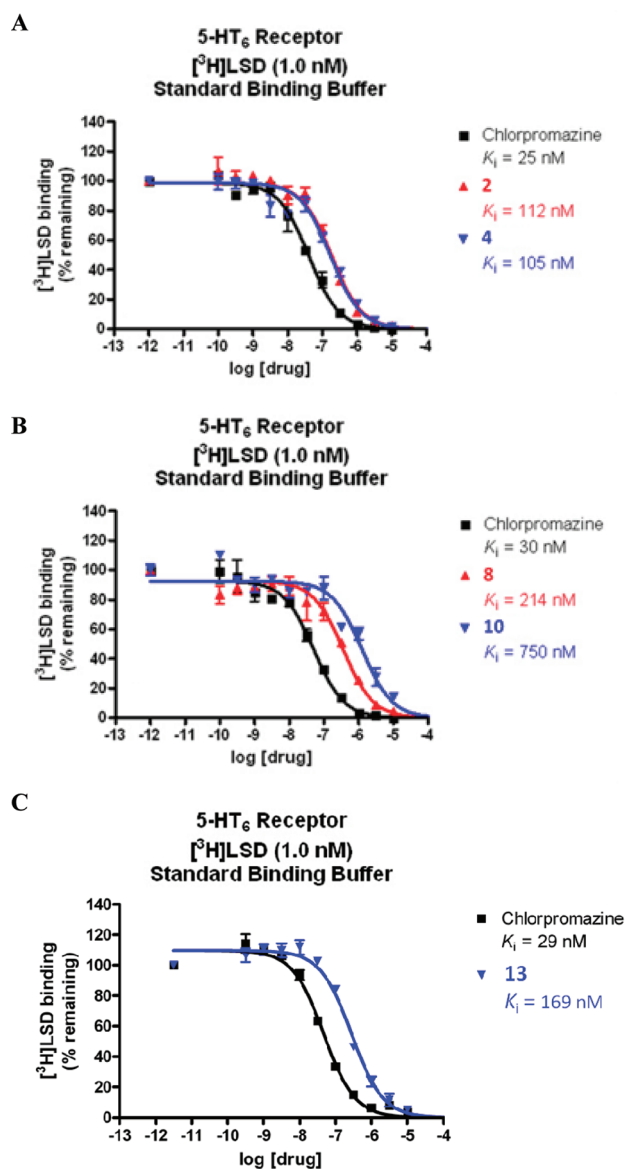 A
5-HT₆ Receptor
[³H]LSD (1.0 nM)
Standard Binding Buffer
[³H]LSD binding
(% remaining)
140
120
100
80
60
40
20
0
-13 -12 -11 -10 -9 -8 -7 -6 -5 -4
log [drug]
Chlorpromazine
Kᵢ = 25 nM
2
Kᵢ = 112 nM
4
Kᵢ = 105 nM
B
5-HT₆ Receptor
[³H]LSD (1.0 nM)
Standard Binding Buffer
[³H]LSD binding
(% remaining)
140
120
100
80
60
40
20
0
-13 -12 -11 -10 -9 -8 -7 -6 -5 -4
log [drug]
Chlorpromazine
Kᵢ = 30 nM
8
Kᵢ = 214 nM
10
Kᵢ = 750 nM
C
5-HT₆ Receptor
[³H]LSD (1.0 nM)
Standard Binding Buffer
[³H]LSD binding
(% remaining)
140
120
100
80
60
40
20
0
-13 -12 -11 -10 -9 -8 -7 -6 -5 -4
log [drug]
Chlorpromazine
Kᵢ = 29 nM
13
Kᵢ = 169 nM